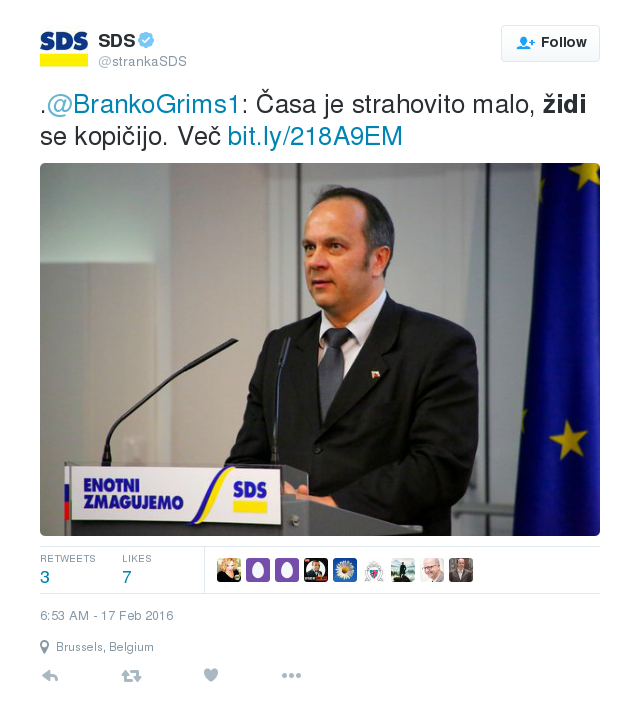 SDS
SDS
@strankaSDS
Follow
.@BrankoGrims1: Časa je strahovito malo, židi
se kopičijo. Več bit.ly/218A9EM
ENOTNI
ZMAGUJEMO
SDS
RETWEETS
LIKES
3
7
6:53 AM - 17 Feb 2016
Brussels, Belgium